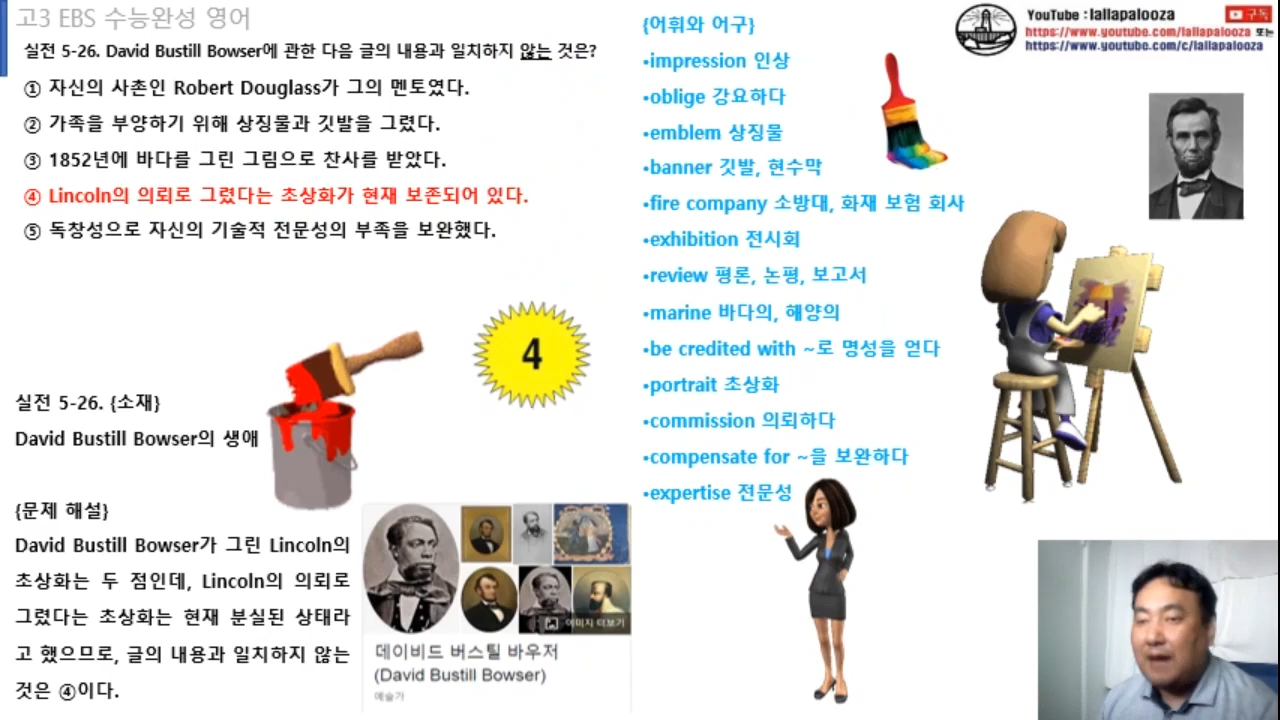 고3 EBS 수능완성 영어
실전 5-26. David Bustill Bowser에 관한 다음 글의 내용과 일치하지 않는 것은?
① 자신의 사촌인 Robert Douglass가 그의 멘토였다.
② 가족을 부양하기 위해 상징물과 깃발을 그렸다.
③ 1852년에 바다를 그린 그림으로 찬사를 받았다.
④ Lincoln의 의뢰로 그렸다는 초상화가 현재 보존되어 있다.
⑤ 독창성으로 자신의 기술적 전문성의 부족을 보완했다.
4
실전 5-26. {소재}
David Bustill Bowser의 생애
{문제 해설}
David Bustill Bowser가 그린 Lincoln의
초상화는 두 점인데, Lincoln의 의뢰로
그렸다는 초상화는 현재 분실된 상태라
고 했으므로, 글의 내용과 일치하지 않는
것은 ④이다.
이미지 더보기
데이비드 버스틸 바우저
(David Bustill Bowser)
예술가
{어휘와 어구}
•impression 인상
•oblige 강요하다
•emblem 상징물
•banner 깃발, 현수막
•fire company 소방대, 화재 보험 회사
•exhibition 전시회
•review 평론, 논평, 보고서
•marine 바다의, 해양의
•be credited with ~로 명성을 얻다
•portrait 초상화
•commission 의뢰하다
•compensate for ~을 보완하다
•expertise 전문성
YouTube : lallapalooza
구독
https://www.youtube.com/lallapalooza 또는
https://www.youtube.com/c/lallapalooza